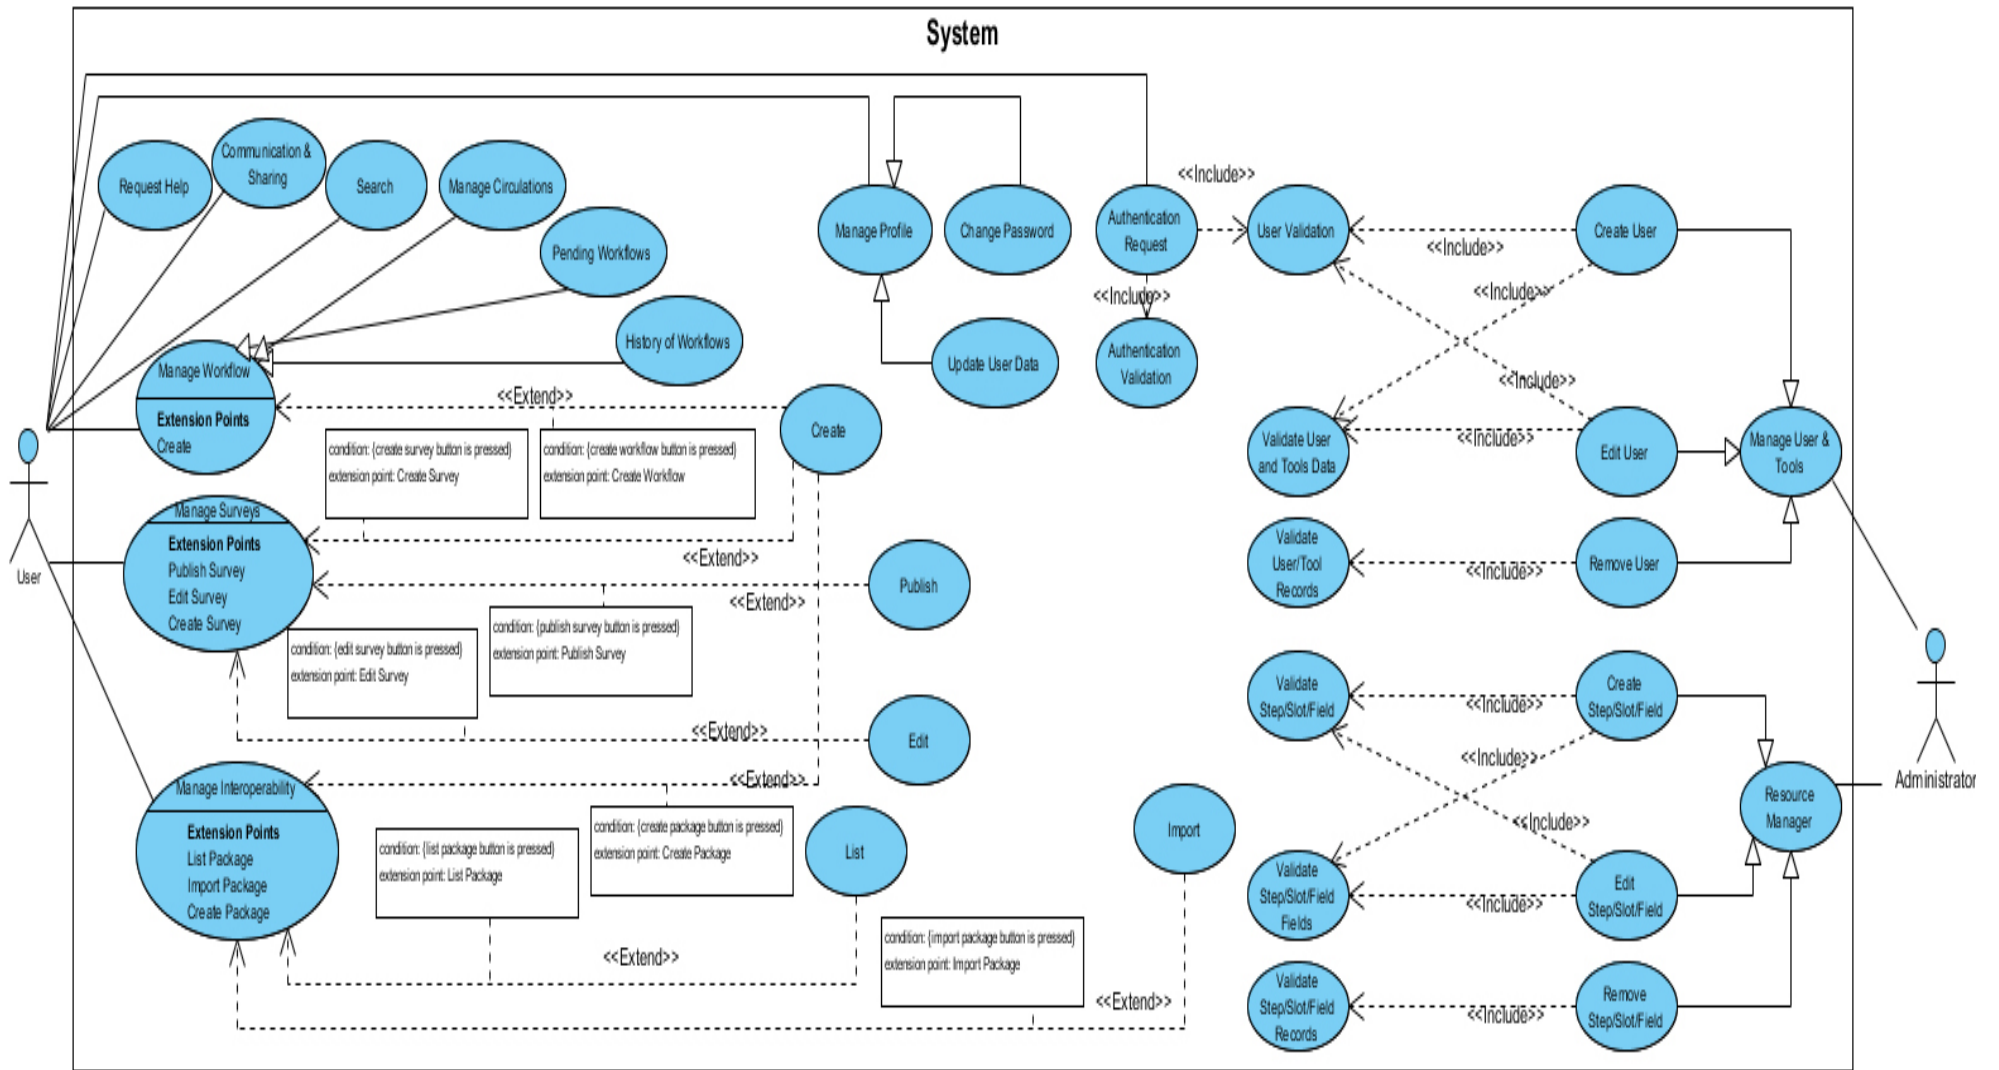 System
Request Help
Communication &
Sharing
Search
Manage Circulations
Pending Workflows
History of Workflows
Manage Profile
Change Password
Update User Data
Authentication
Request
<<Include>>
<<Include>>
Authentication
Validation
User Validation
<<Include>>
<<Include>>
Create User
Manage Workflow
Extension Points
Create
<<Extend>>
Create
condition: {create survey button is pressed}
extension point: Create Survey
condition: {create workflow button is pressed}
extension point: Create Workflow
<<Include>>
<<Include>>
Validate User
and Tools Data
Edit User
Manage User &
Tools
User
Manage Surveys
Extension Points
Publish Survey
Edit Survey
Create Survey
<<Extend>>
<<Extend>>
Publish
condition: {publish survey button is pressed}
extension point: Publish Survey
condition: {edit survey button is pressed}
extension point: Edit Survey
<<Extend>>
Edit
Validate
User/Tool
Records
<<Include>>
Remove User
Validate
Step/Slot/Field
<<Include>>
<<Include>>
Create
Step/Slot/Field
Administrator
Resource
Manager
Manage Interoperability
Extension Points
List Package
Import Package
Create Package
<<Extend>>
condition: {create package button is pressed}
extension point: Create Package
condition: {list package button is pressed}
extension point: List Package
List
Import
<<Extend>>
condition: {import package button is pressed}
extension point: Import Package
<<Extend>>
<<Include>>
Validate
Step/Slot/Field
Fields
<<Include>>
Edit
Step/Slot/Field
Validate
Step/Slot/Field
Records
<<Include>>
Remove
Step/Slot/Field